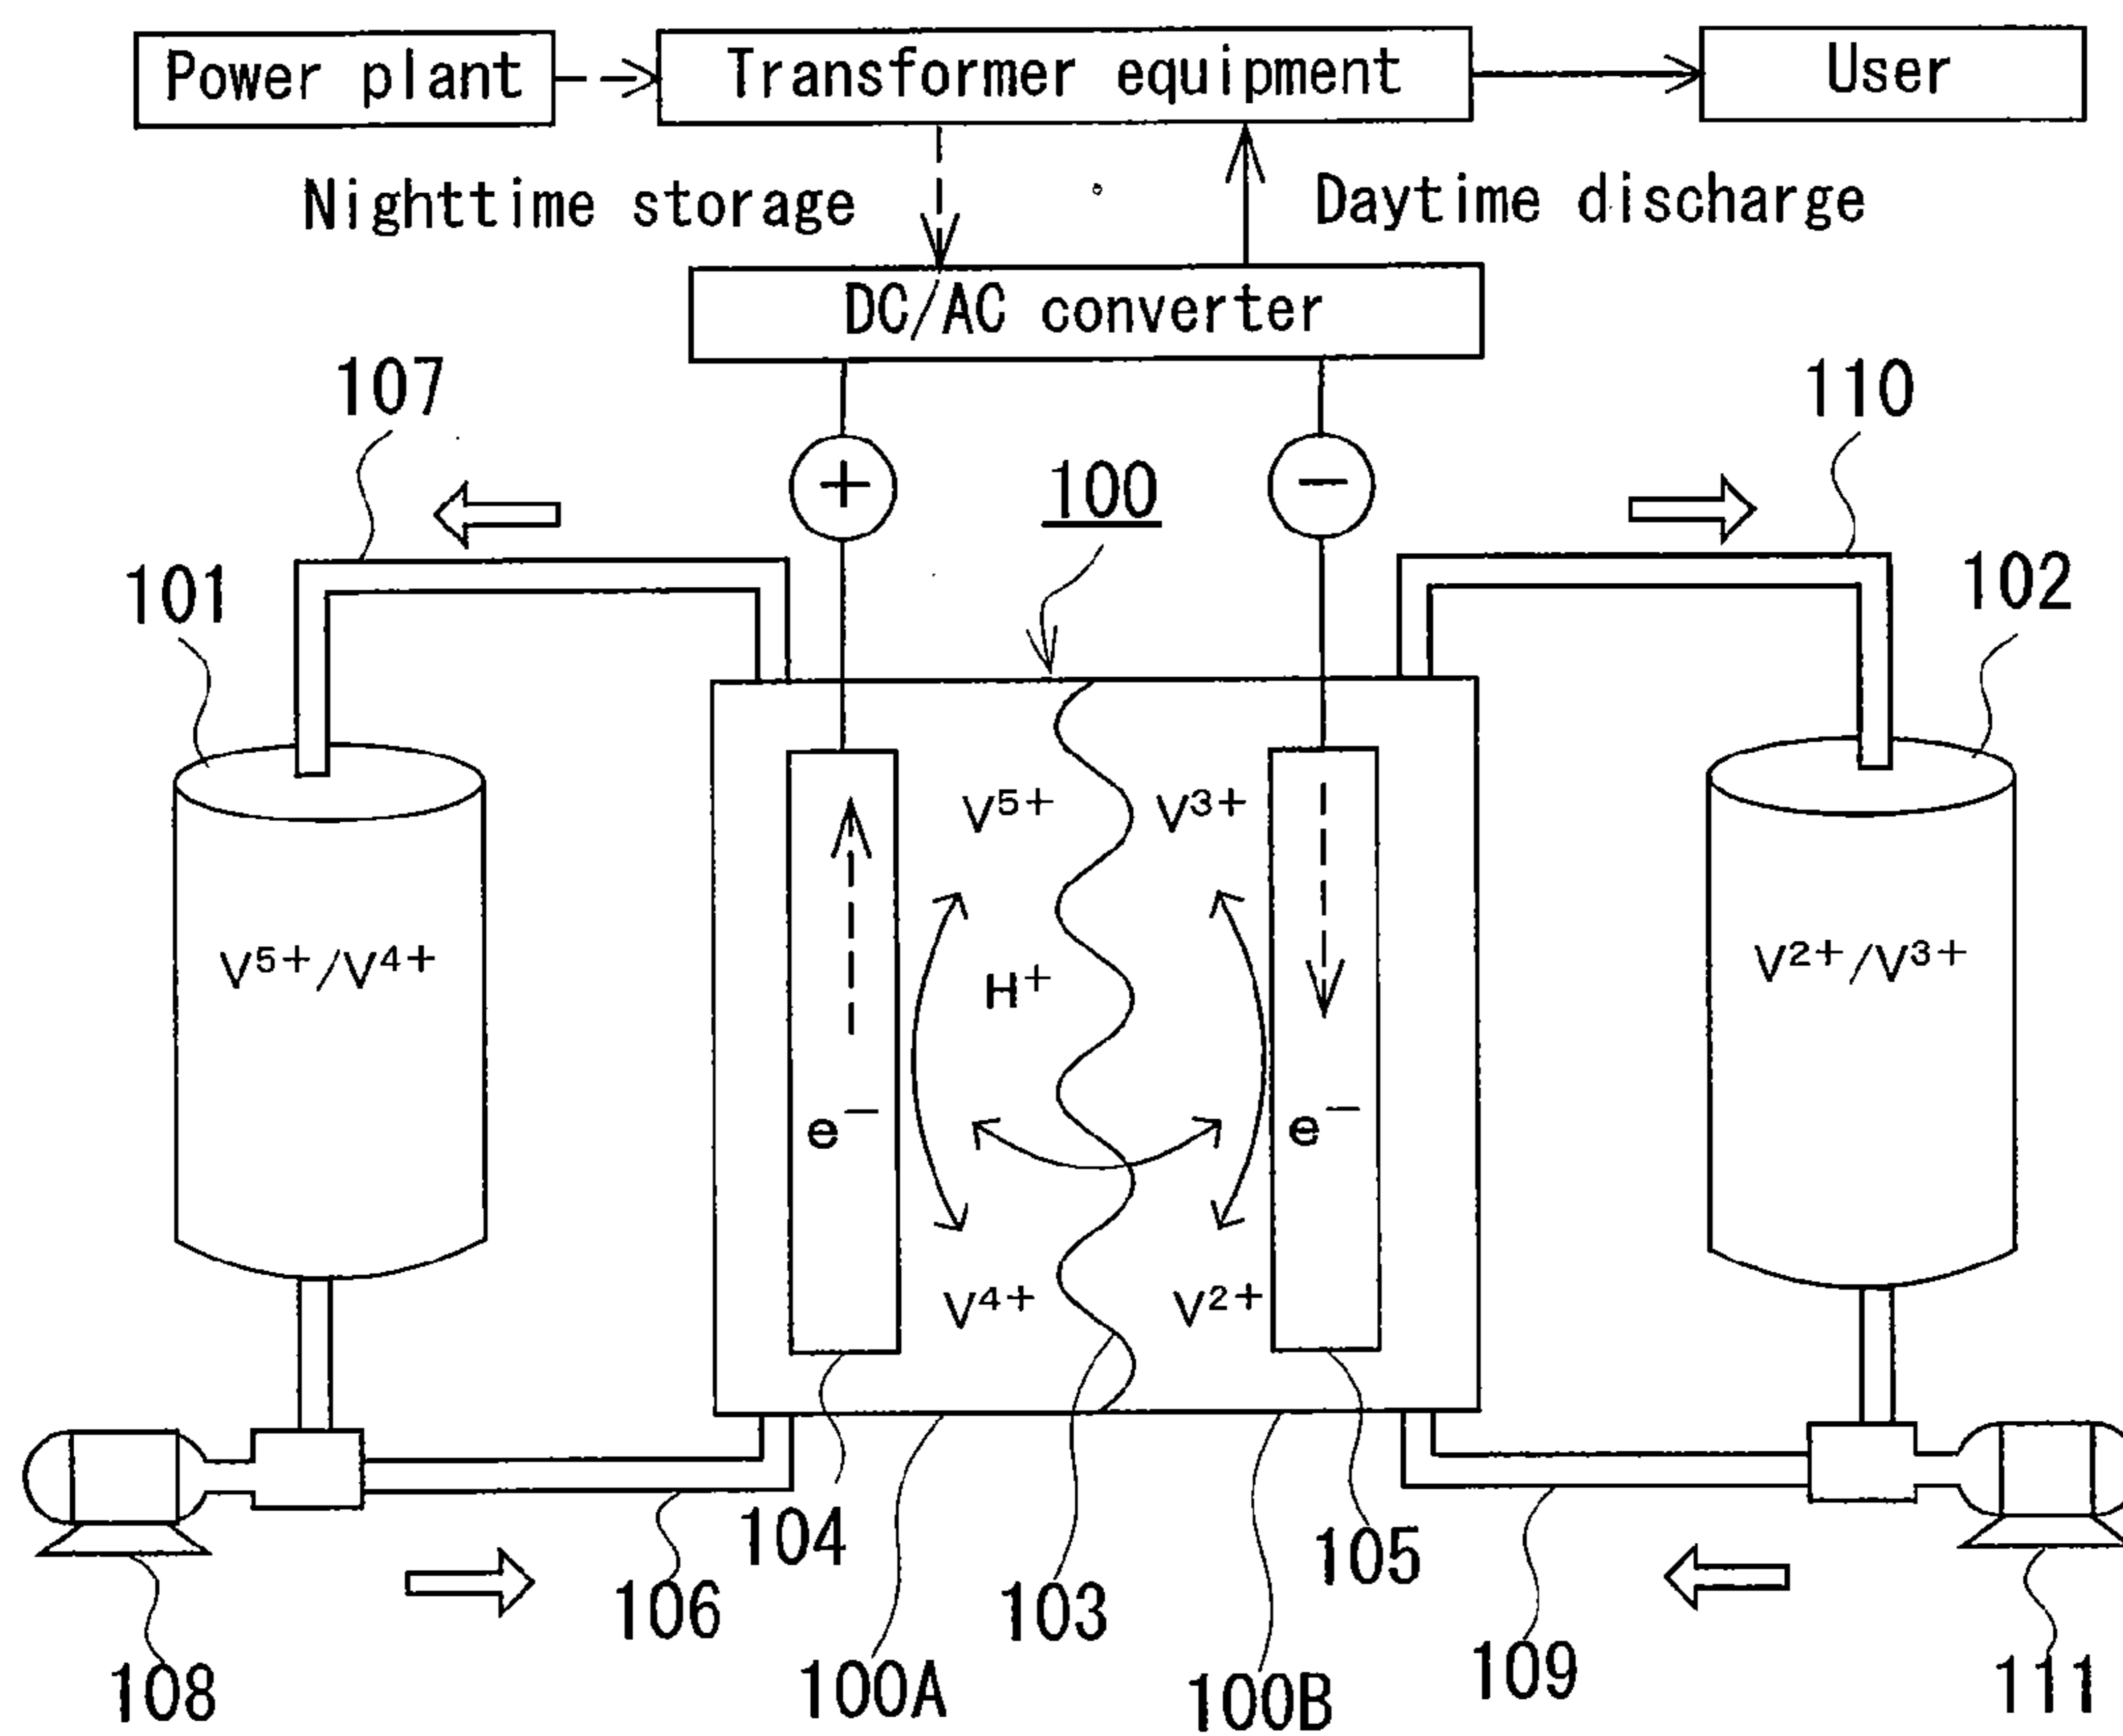 Power plant
Transformer equipment
User
Nighttime storage
Daytime discharge
DC/AC converter
107
110
+
−
100
101
102
V⁵⁺
V³⁺
V⁵⁺/V⁴⁺
V²⁺/V³⁺
H⁺
e⁻
e⁻
V⁴⁺
V²⁺
104
105
106
103
109
108
100A
100B
111